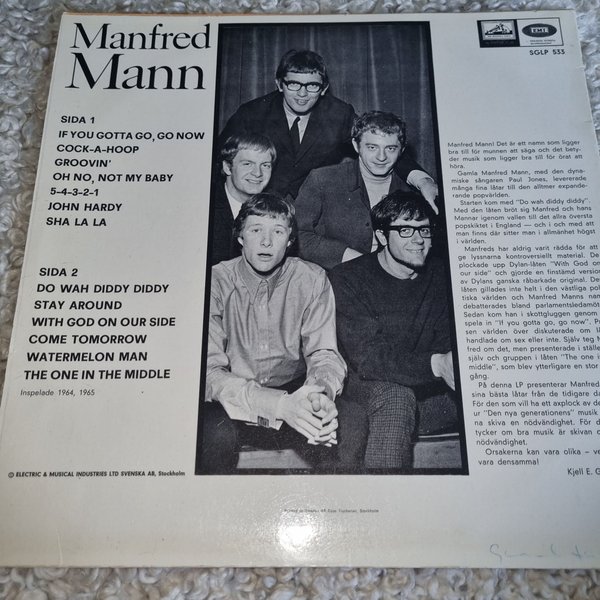 Manfred
Mann
EMI
SGLP 533
SIDA 1
IF YOU GOTTA GO, GO NOW
COCK-A-HOOP
GROOVIN'
OH NO, NOT MY BABY
5-4-3-2-1
JOHN HARDY
SHA LA LA
SIDA 2
DO WAH DIDDY DIDDY
STAY AROUND
WITH GOD ON OUR SIDE
COME TOMORROW
WATERMELON MAN
THE ONE IN THE MIDDLE
Inspelade 1964, 1965
© ELECTRIC & MUSICAL INDUSTRIES LTD SVENSKA AB, Stockholm
Manfred Mann! Det är ett namn som ligger
bra till för munnen att säga och det bety-
der musik som ligger bra till för örat att
höra.
Gamla Manfred Mann, med den dyna-
miske sångaren Paul Jones, levererade
många fina låtar till den alltmer expande-
rande popvärlden.
Starten kom med "Do wah diddy diddy".
Med den låten bröt sig Manfred och hans
Mannar igenom vallen till det allra översta
popskiktet i England — och i och med att
man finns där sitter man i allmänhet högst
i världen.
Manfreds har aldrig varit rädda för att
ge lyssnarna kontroversiellt material. De
plockade upp Dylan-låten "With God on
our side" och gjorde en finstämd version
av Dylans ganska råbarkade original. Den
låten gillades inte helt i den västliga
tiska världen och Manfred Manns namn
debatterades bland parlamentsledamöt
Sedan kom han i skottgluggen genom
spela in "If you gotta go, go now".
sen världen över diskuterade om
handlade om sex eller inte. Själv teg
fred om det, men presenterade i ställe
själv och gruppen i låten "The one i
middle", som blev ytterligare en stor
gång.
På denna LP presenterar Manfred
sina bästa låtar från de tidigare
För den som vill ha ett axplock av de
ur "Den nya generationens" musik
na skiva en nödvändighet. För
tycker om bra musik är skivan
nödvändighet.
Orsakerna kan vara olika –
vara densamma!
Kjell E. G
Stockholm